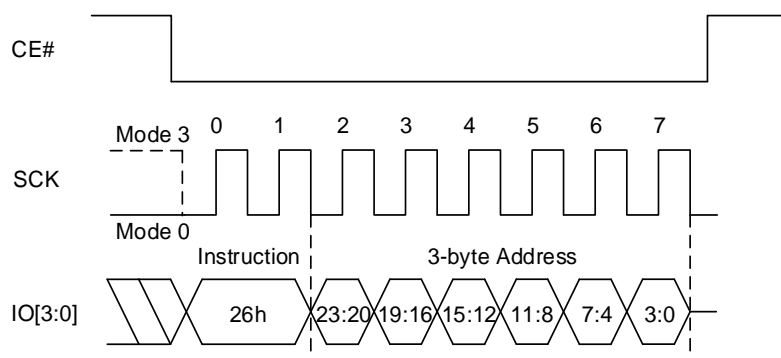 CE#
Mode 3
0 1 2 3 4 5 6 7
SCK
Mode 0
Instruction 3-byte Address
IO[3:0] 26h 23:20 19:16 15:12 11:8 7:4 3:0